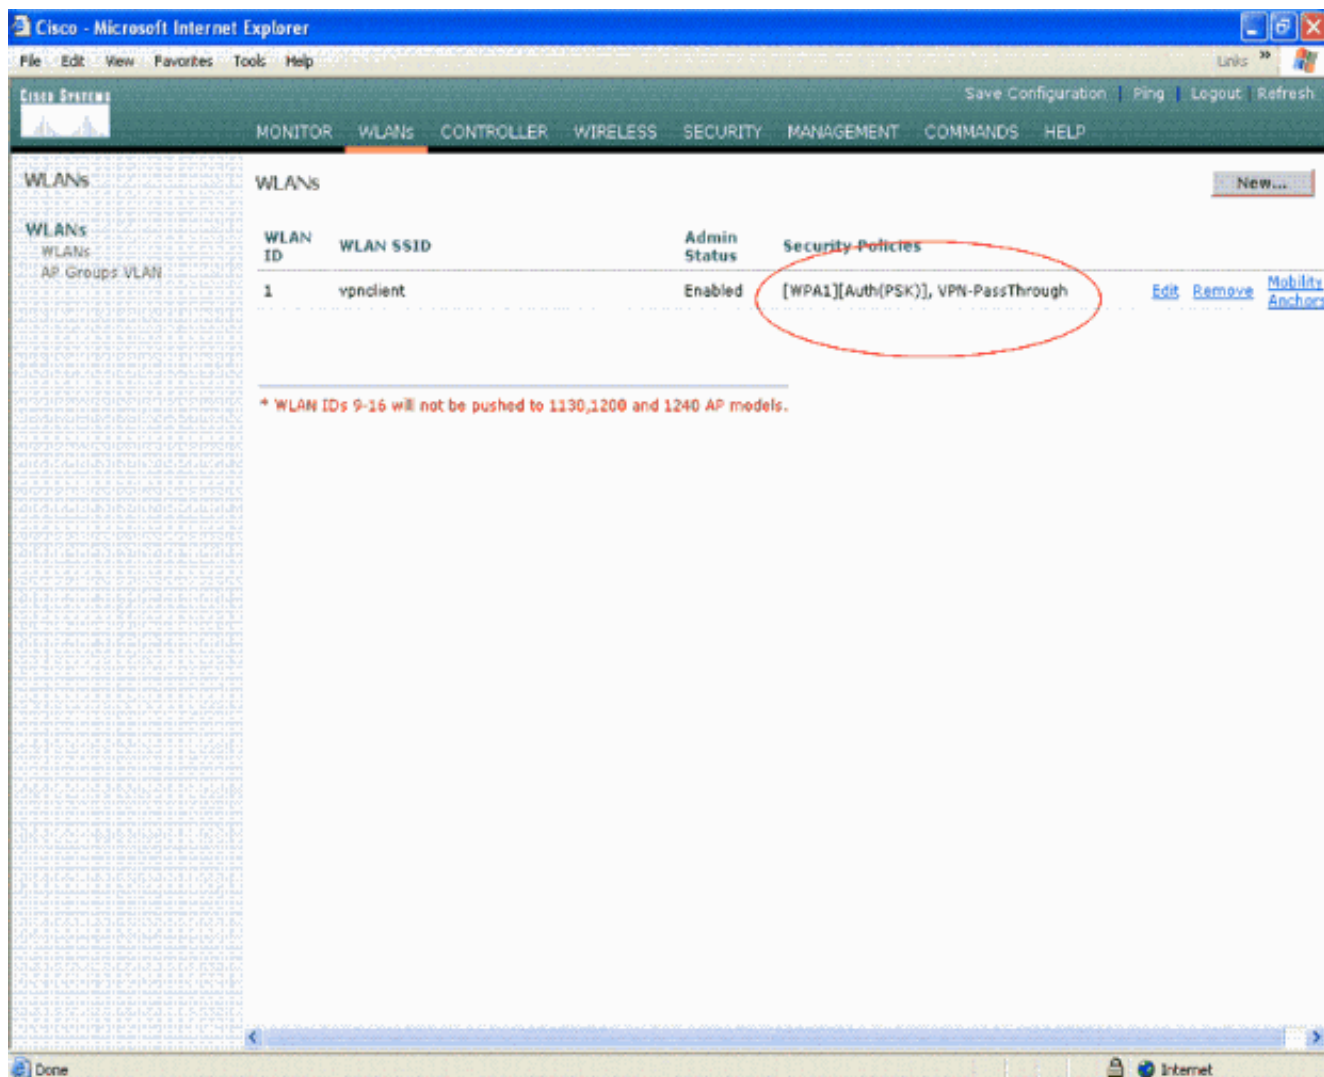 Cisco - Microsoft Internet Explorer
File Edit View Favorites Tools Help
Links »
CISCO SYSTEMS
Save Configuration | Ping | Logout | Refresh
MONITOR WLANs CONTROLLER WIRELESS SECURITY MANAGEMENT COMMANDS HELP
WLANs
WLANs
WLANs
AP Groups VLAN
WLANs
New...
WLAN ID WLAN SSID Admin Status Security Policies
1 vpnclient Enabled [WPA1][Auth(PSK)], VPN-PassThrough Edit Remove Mobility Anchors
* WLAN IDs 9-16 will not be pushed to 1130,1200 and 1240 AP models.
Done
Internet